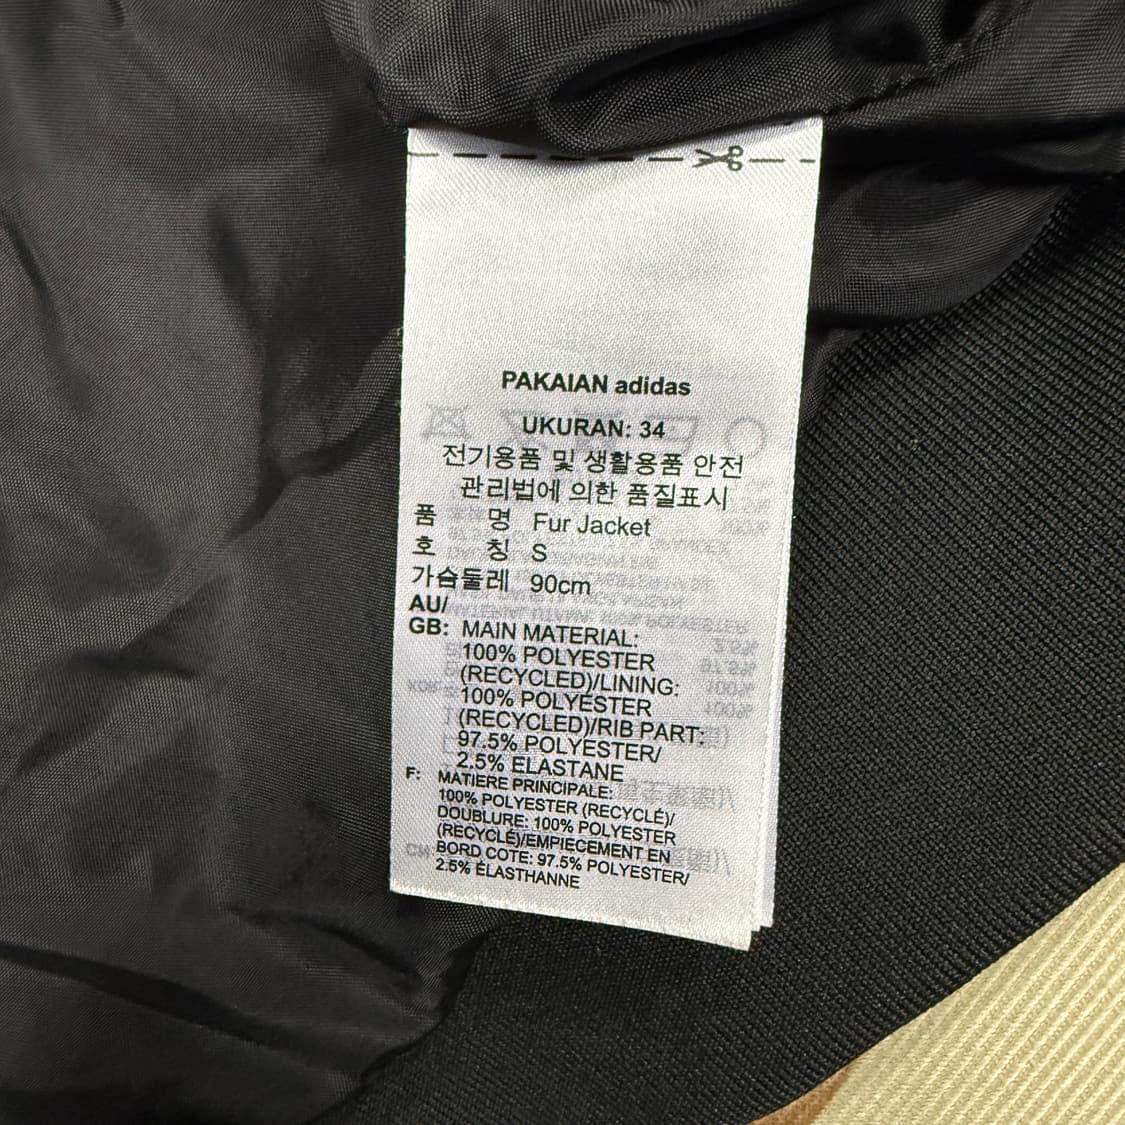 PAKAIAN adidas
UKURAN: 34
전기용품 및 생활용품 안전
관리법에 의한 품질표시
품 명 Fur Jacket
호 칭 S
가슴둘레 90cm
AU/
GB: MAIN MATERIAL:
100% POLYESTER
(RECYCLED)/LINING:
100% POLYESTER
(RECYCLED)/RIB PART:
97.5% POLYESTER/
2.5% ELASTANE
F: MATIERE PRINCIPALE:
100% POLYESTER (RECYCLÉ)/
DOUBLURE: 100% POLYESTER
(RECYCLÉ)/EMPIECEMENT EN
BORD COTE: 97.5% POLYESTER/
2.5% ÉLASTHANNE